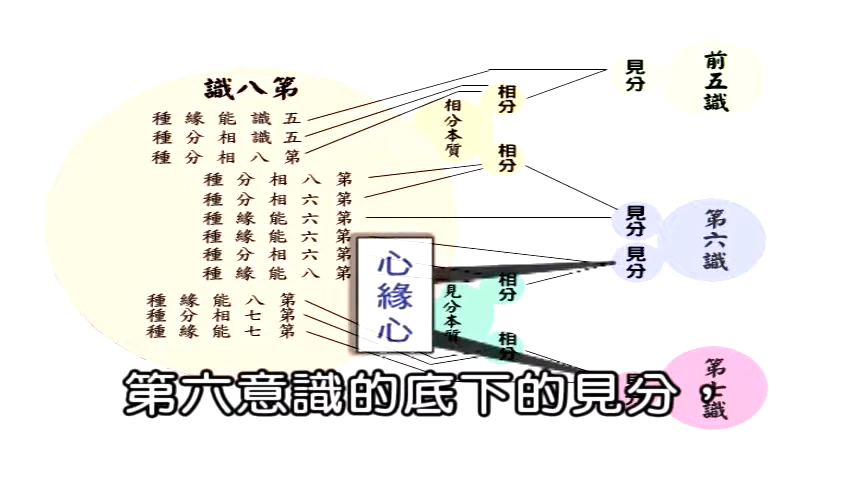 第八識
五識能緣種
五識相分種
第八相分種
第八相分種
第六相分種
第六能緣種
第六能緣種
第六相分種
第八能緣種
第八能緣種
第七相分種
第七能緣種
相分本質
相分
相分
心緣心
見分本質
相分
相分
見分
前五識
見分
見分
第六識
第七識
第六意識的底下的見分，